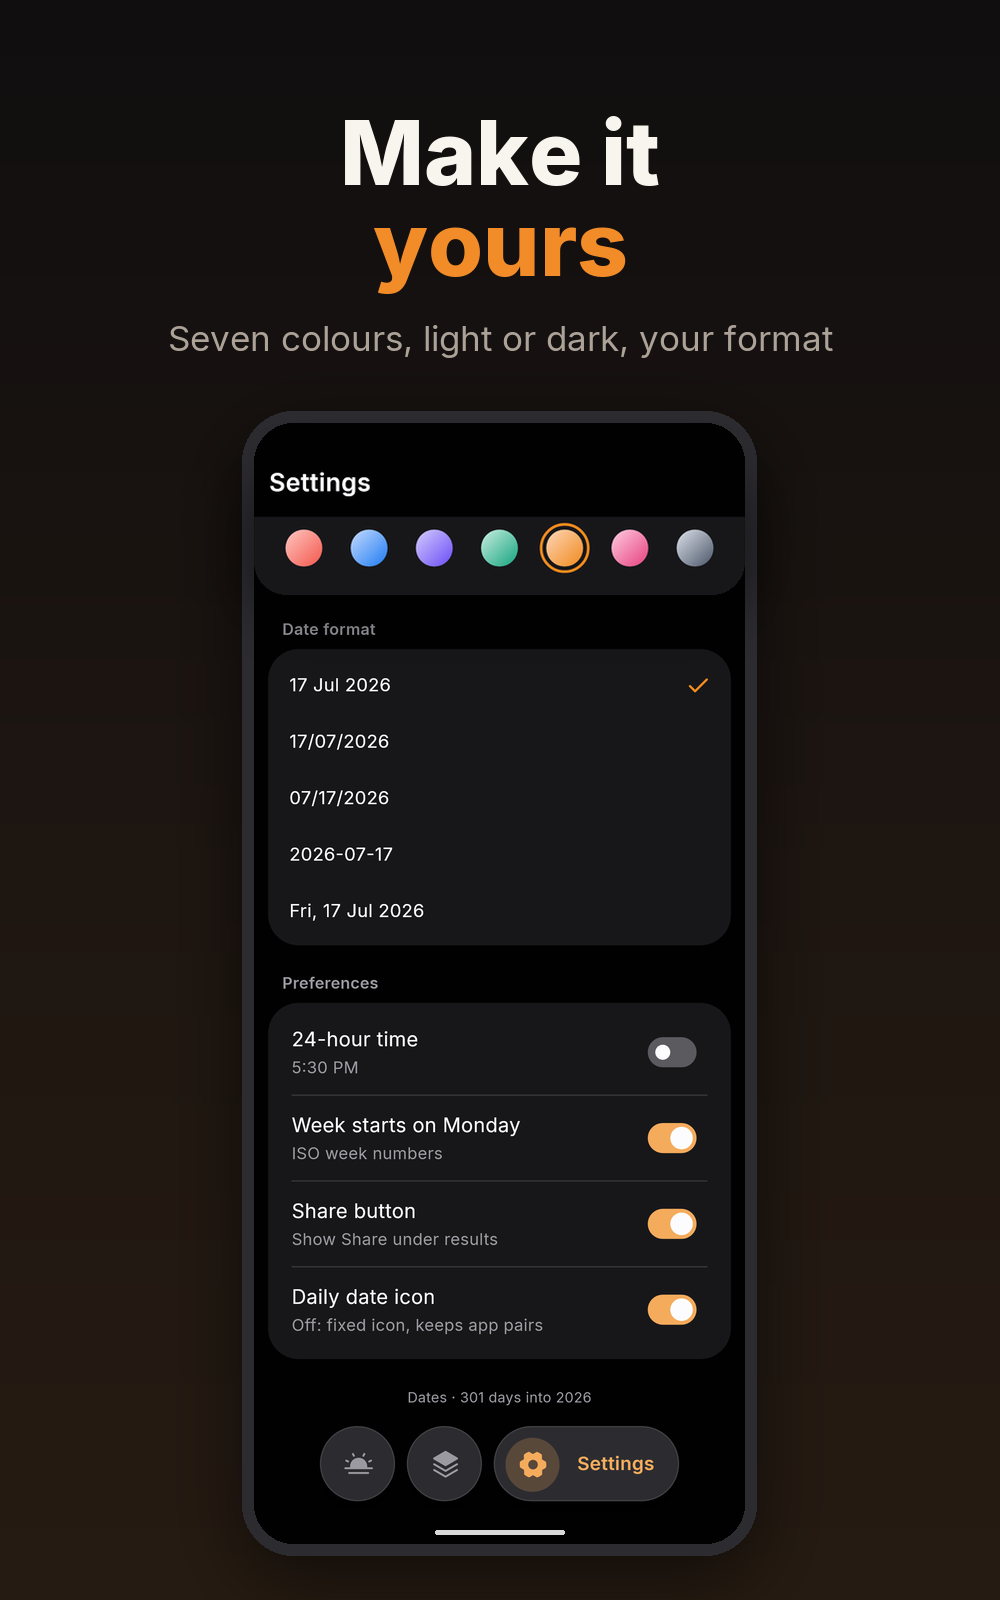 Make it
yours
Seven colours, light or dark, your format
Settings
Date format
17 Jul 2026
17/07/2026
07/17/2026
2026-07-17
Fri, 17 Jul 2026
Preferences
24-hour time
5:30 PM
Week starts on Monday
ISO week numbers
Share button
Show Share under results
Daily date icon
Off: fixed icon, keeps app pairs
Dates · 301 days into 2026
Settings